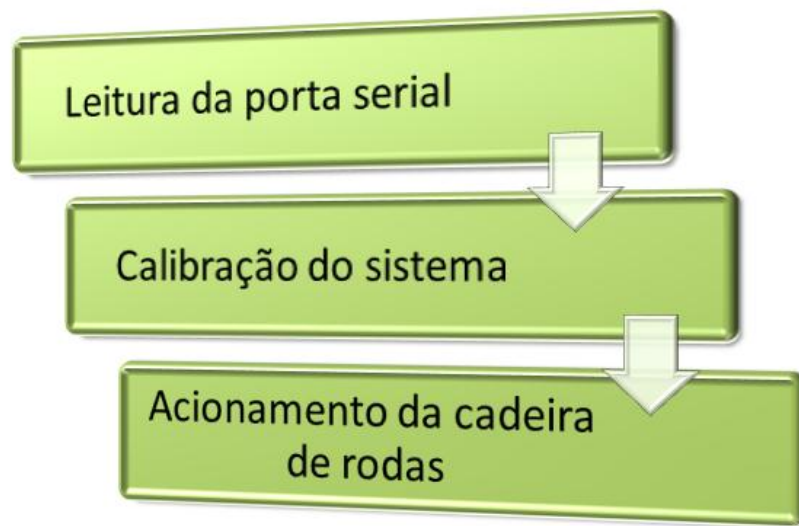 Leitura da porta serial
Calibração do sistema
Acionamento da cadeira
de rodas